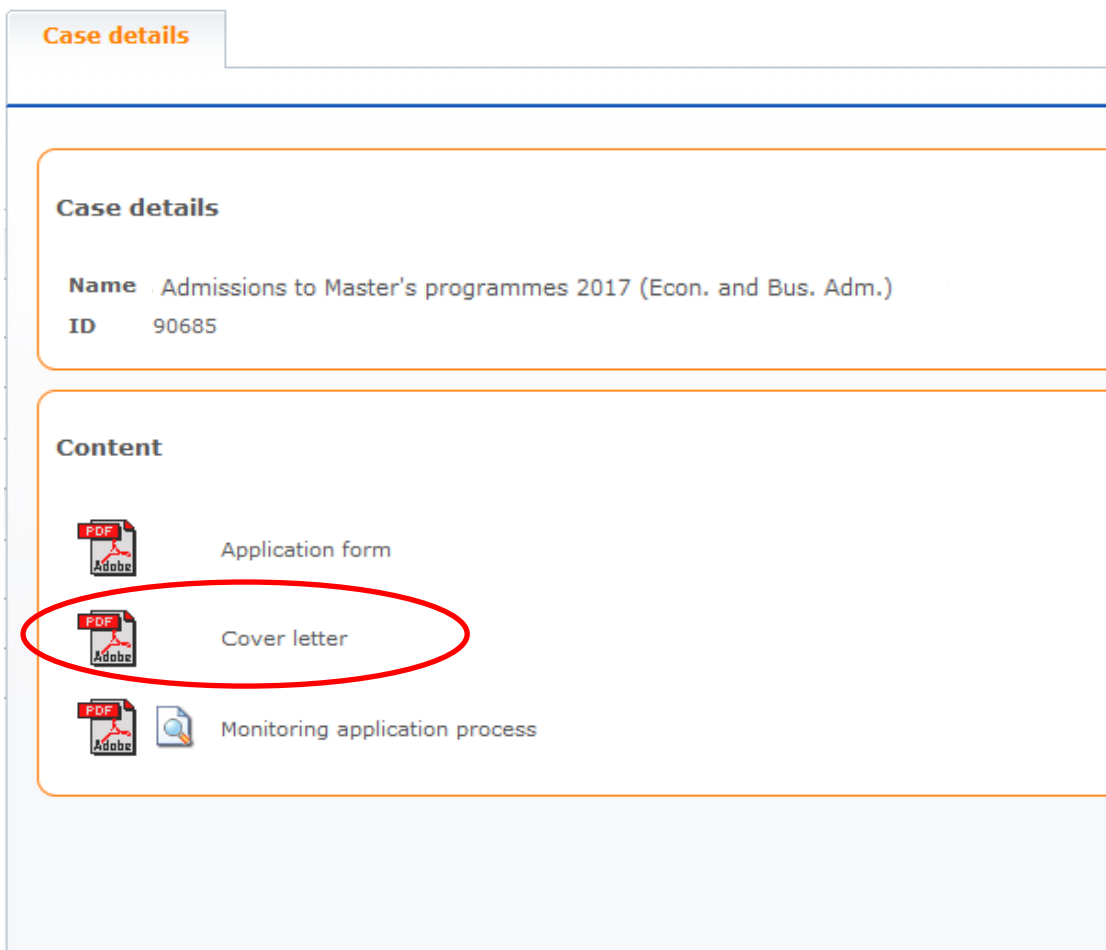 Case details
Case details
Name Admissions to Master's programmes 2017 (Econ. and Bus. Adm.)
ID 90685
Content
PDF
Adobe
Application form
PDF
Adobe
Cover letter
PDF
Adobe
Monitoring application process